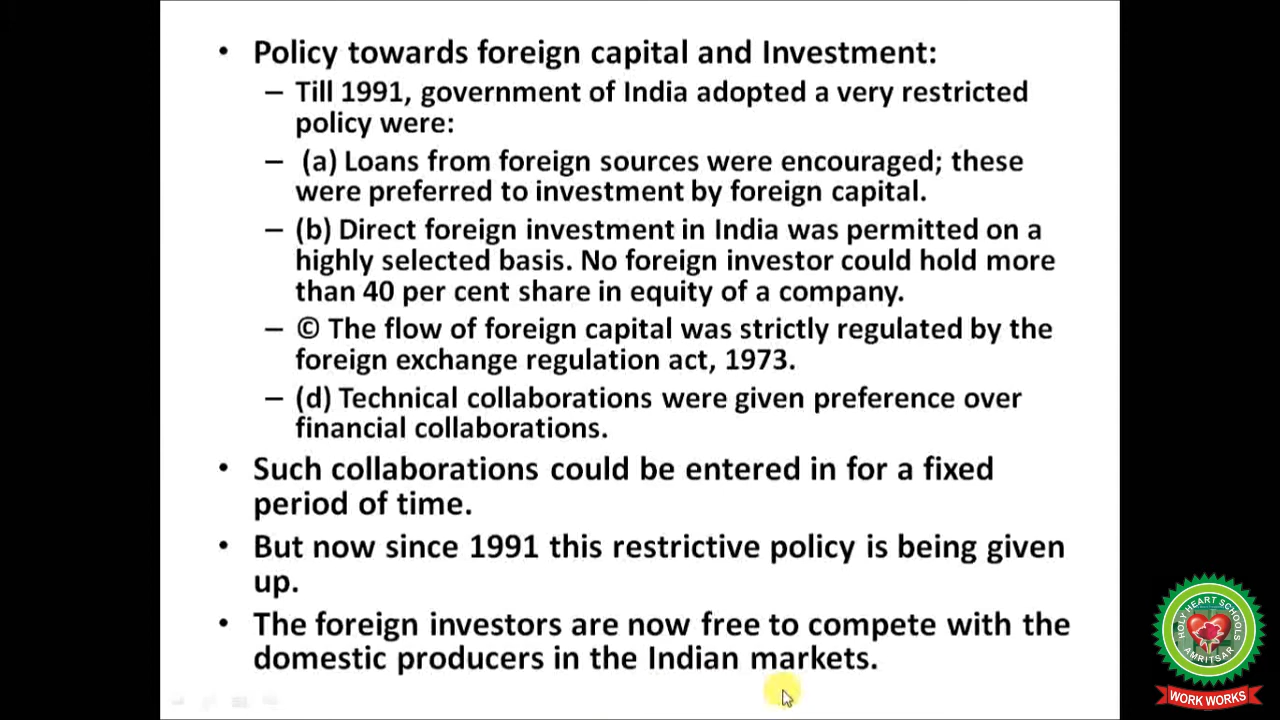 • Policy towards foreign capital and Investment:
– Till 1991, government of India adopted a very restricted
policy were:
– (a) Loans from foreign sources were encouraged; these
were preferred to investment by foreign capital.
– (b) Direct foreign investment in India was permitted on a
highly selected basis. No foreign investor could hold more
than 40 per cent share in equity of a company.
– © The flow of foreign capital was strictly regulated by the
foreign exchange regulation act, 1973.
– (d) Technical collaborations were given preference over
financial collaborations.
• Such collaborations could be entered in for a fixed
period of time.
• But now since 1991 this restrictive policy is being given
up.
• The foreign investors are now free to compete with the
domestic producers in the Indian markets.
HOLY HEART SCHOOLS
AMRITSAR
WORK WORKS